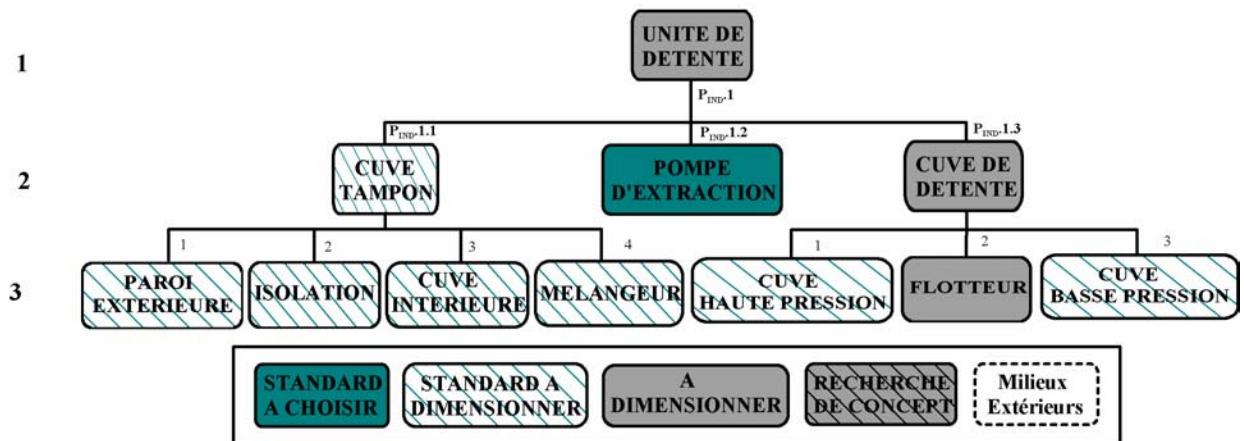 1
UNITE DE
DETENTE
P_IND.1
P_IND.1.1
P_IND.1.2
P_IND.1.3
2
CUVE
TAMPON
POMPE
D'EXTRACTION
CUVE DE
DETENTE
1
2
3
4
1
2
3
3
PAROI
EXTERIEURE
ISOLATION
CUVE
INTERIEURE
MELANGEUR
CUVE
HAUTE PRESSION
FLOTTEUR
CUVE
BASSE PRESSION
STANDARD
A CHOISIR
STANDARD A
DIMENSIONNER
A
DIMENSIONNER
RECHERCHE
DE CONCEPT
Milieux
Extérieurs